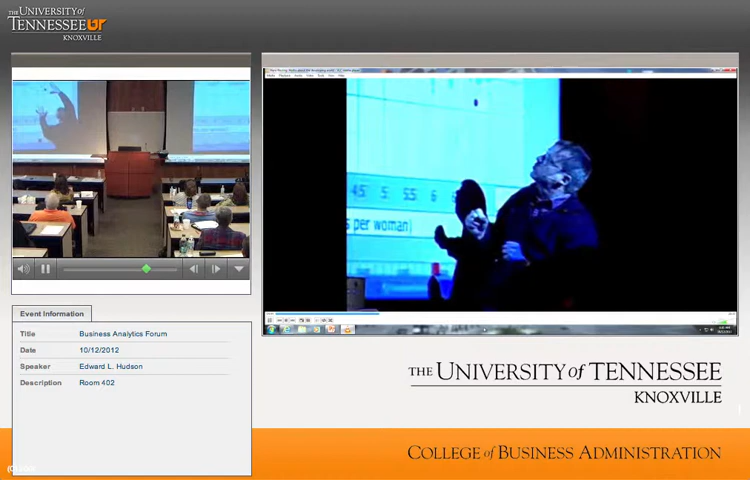 THE UNIVERSITY of
TENNESSEE UT
KNOXVILLE
4.5 5 5.5 6
s per woman)
Event Information
Title Business Analytics Forum
Date 10/12/2012
Speaker Edward L. Hudson
Description Room 402
THE UNIVERSITY of TENNESSEE
KNOXVILLE
COLLEGE of BUSINESS ADMINISTRATION